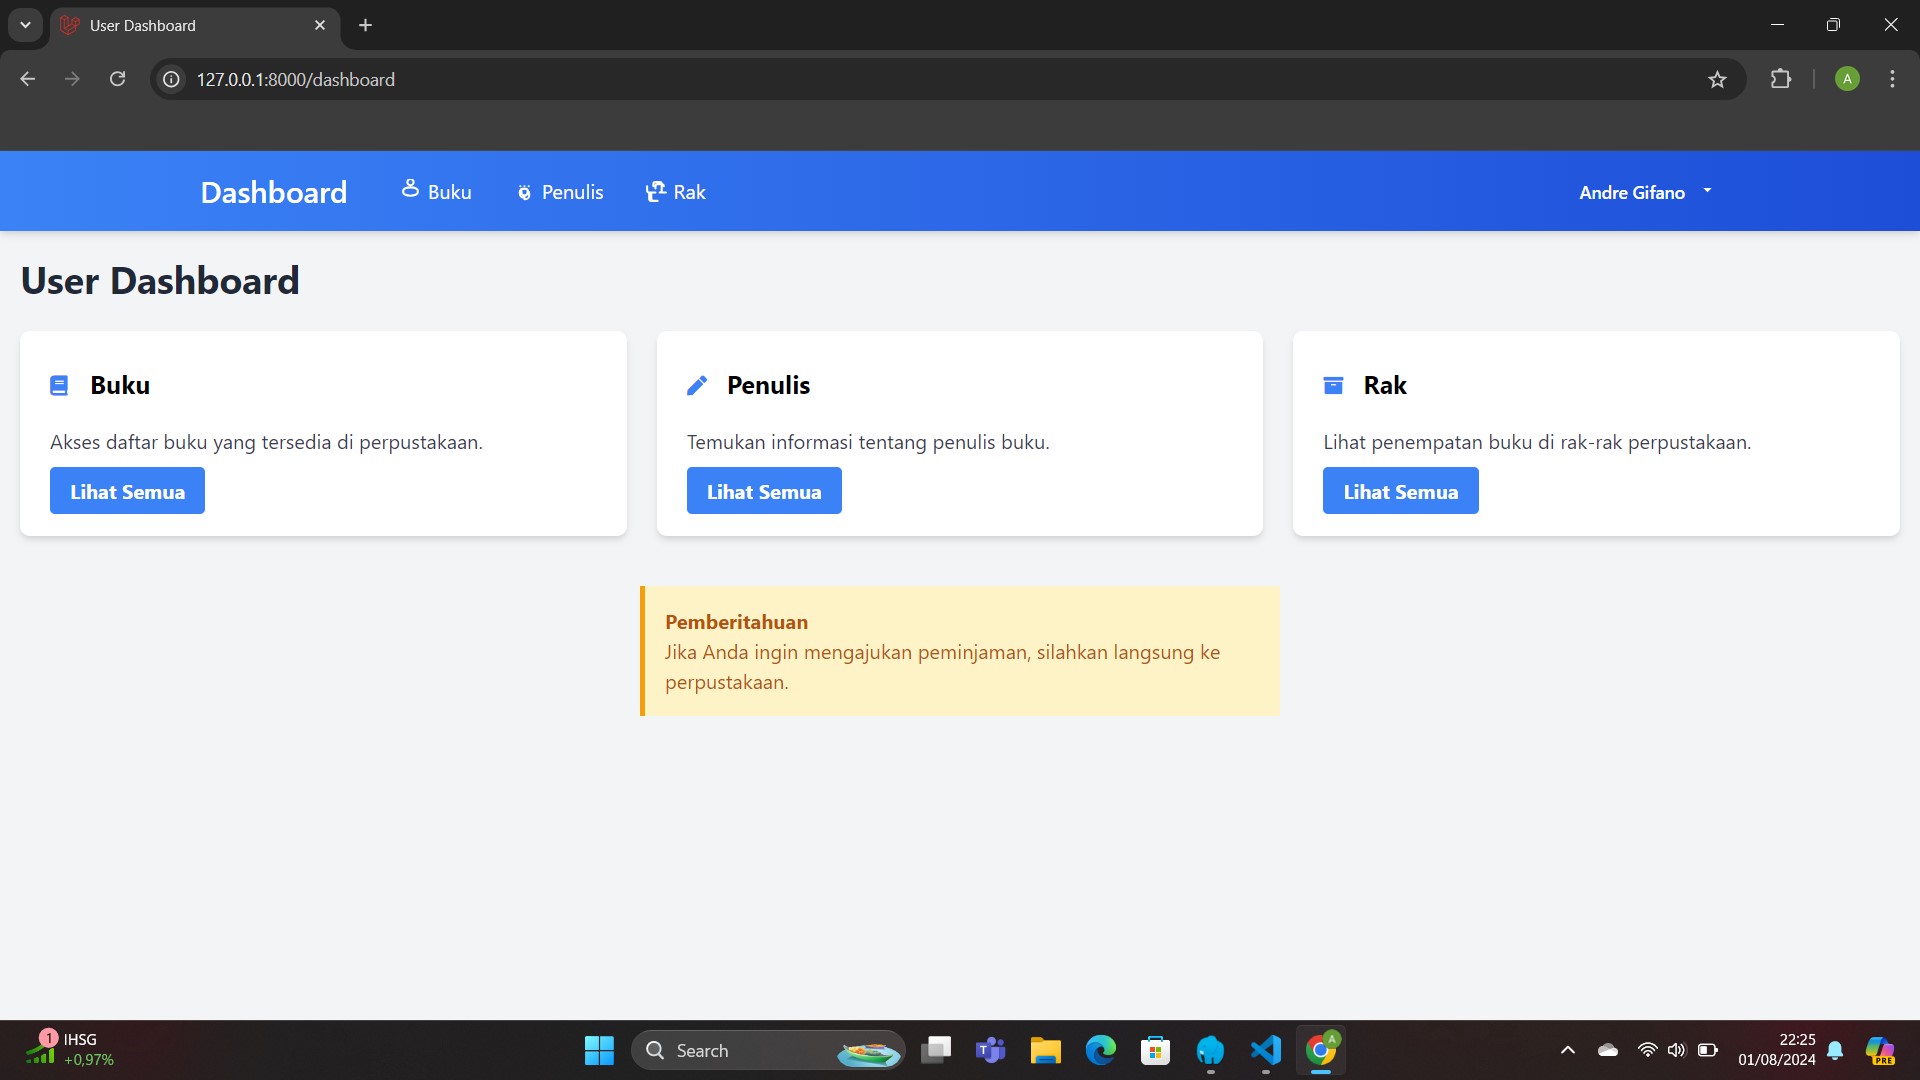 User Dashboard
127.0.0.1:8000/dashboard
A
Dashboard
Buku
Penulis
Rak
Andre Gifano
User Dashboard
Buku
Akses daftar buku yang tersedia di perpustakaan.
Lihat Semua
Penulis
Temukan informasi tentang penulis buku.
Lihat Semua
Rak
Lihat penempatan buku di rak-rak perpustakaan.
Lihat Semua
Pemberitahuan
Jika Anda ingin mengajukan peminjaman, silahkan langsung ke
perpustakaan.
1
IHSG
+0,97%
Search
T
A
22:25
01/08/2024
PRE